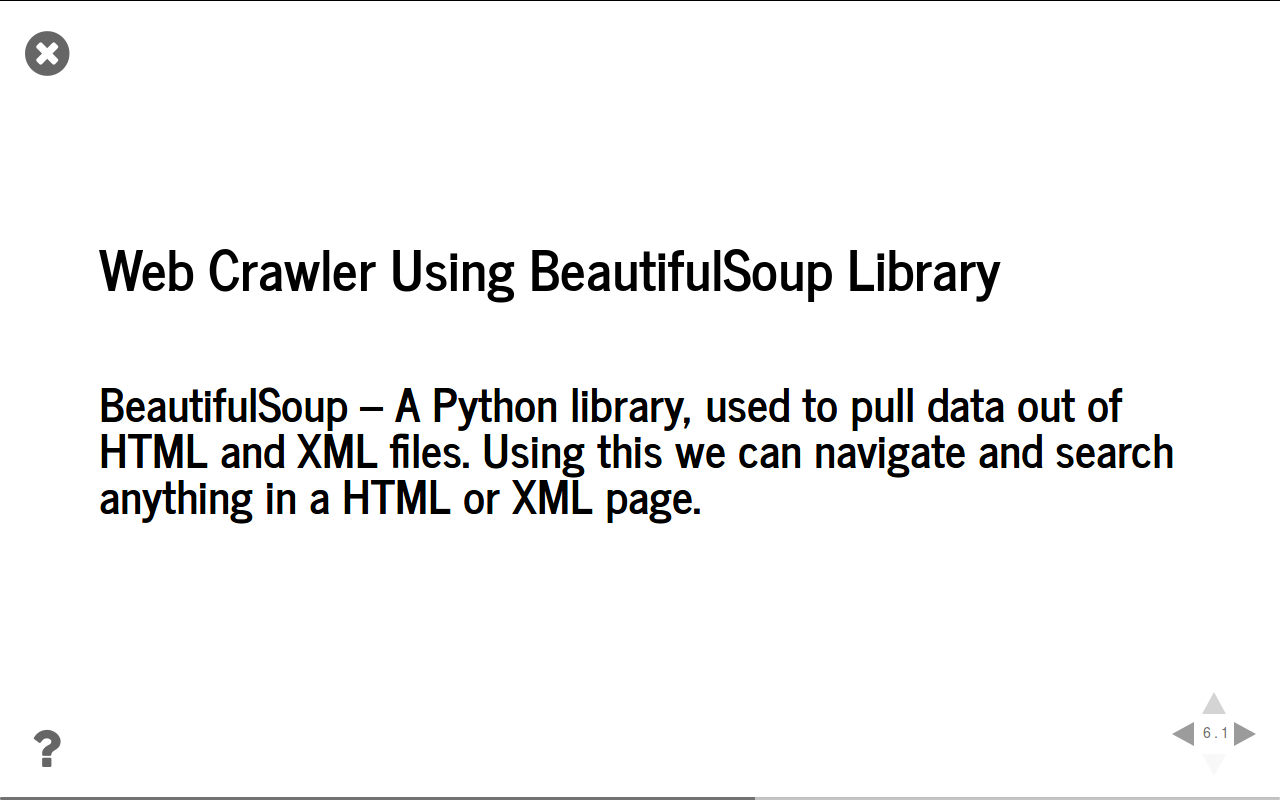 Web Crawler Using BeautifulSoup Library
BeautifulSoup – A Python library, used to pull data out of
HTML and XML files. Using this we can navigate and search
anything in a HTML or XML page.
?
6.1